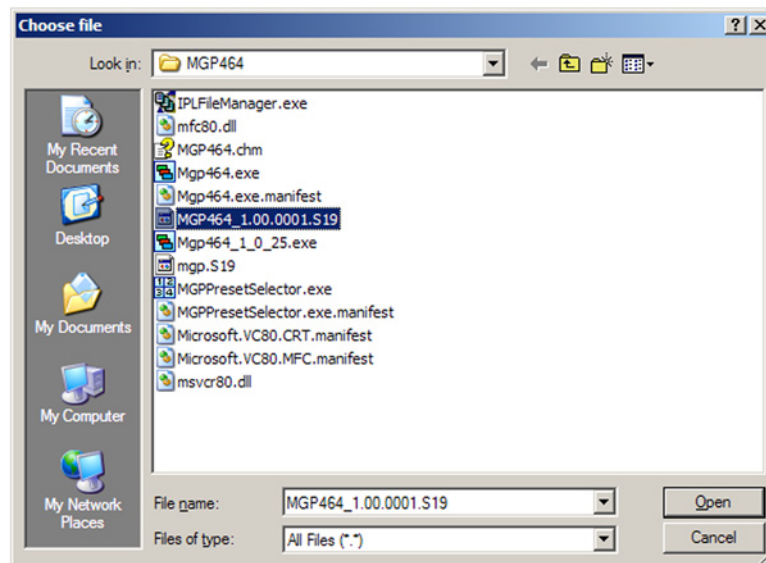 Choose file
Look in:
MGP464
My Recent
Documents
Desktop
My Documents
My Computer
My Network
Places
IPLFileManager.exe
mfc80.dll
MGP464.chm
Mgp464.exe
Mgp464.exe.manifest
MGP464_1.00.0001.S19
Mgp464_1_0_25.exe
mgp.S19
MGPPresetSelector.exe
MGPPresetSelector.exe.manifest
Microsoft.VC80.CRT.manifest
Microsoft.VC80.MFC.manifest
msvcr80.dll
File name:
MGP464_1.00.0001.S19
Open
Files of type:
All Files (*.*)
Cancel